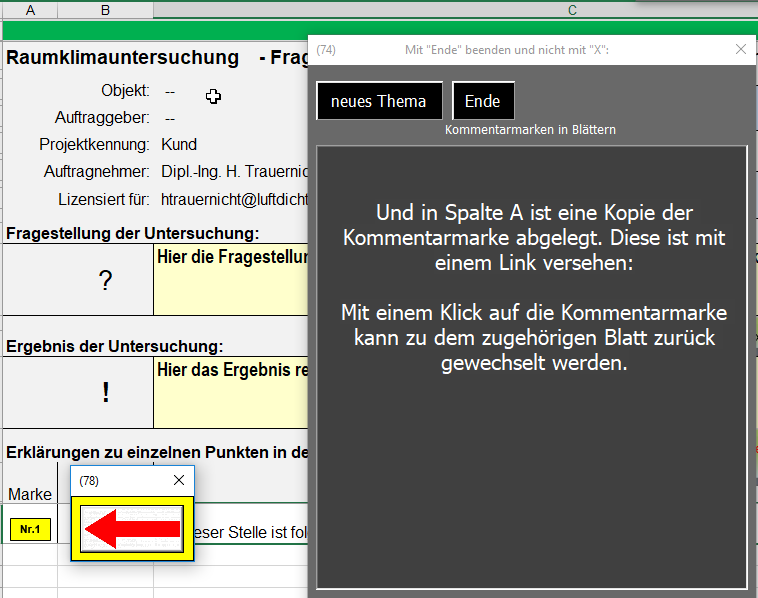 A B C
Raumklimauntersuchung - Frag
Objekt: --
Auftraggeber: --
Projektkennung: Kund
Auftragnehmer: Dipl.-Ing. H. Trauernic
Lizensiert für: htrauernicht@luftdicht
Fragestellung der Untersuchung:
? Hier die Fragestellun
Ergebnis der Untersuchung:
! Hier das Ergebnis re
Erklärungen zu einzelnen Punkten in de
Marke
Nr.1
eser Stelle ist fol
(78)
(74) Mit "Ende" beenden und nicht mit "X":
neues Thema Ende
Kommentarmarken in Blättern
Und in Spalte A ist eine Kopie der
Kommentarmarke abgelegt. Diese ist mit
einem Link versehen:
Mit einem Klick auf die Kommentarmarke
kann zu dem zugehörigen Blatt zurück
gewechselt werden.